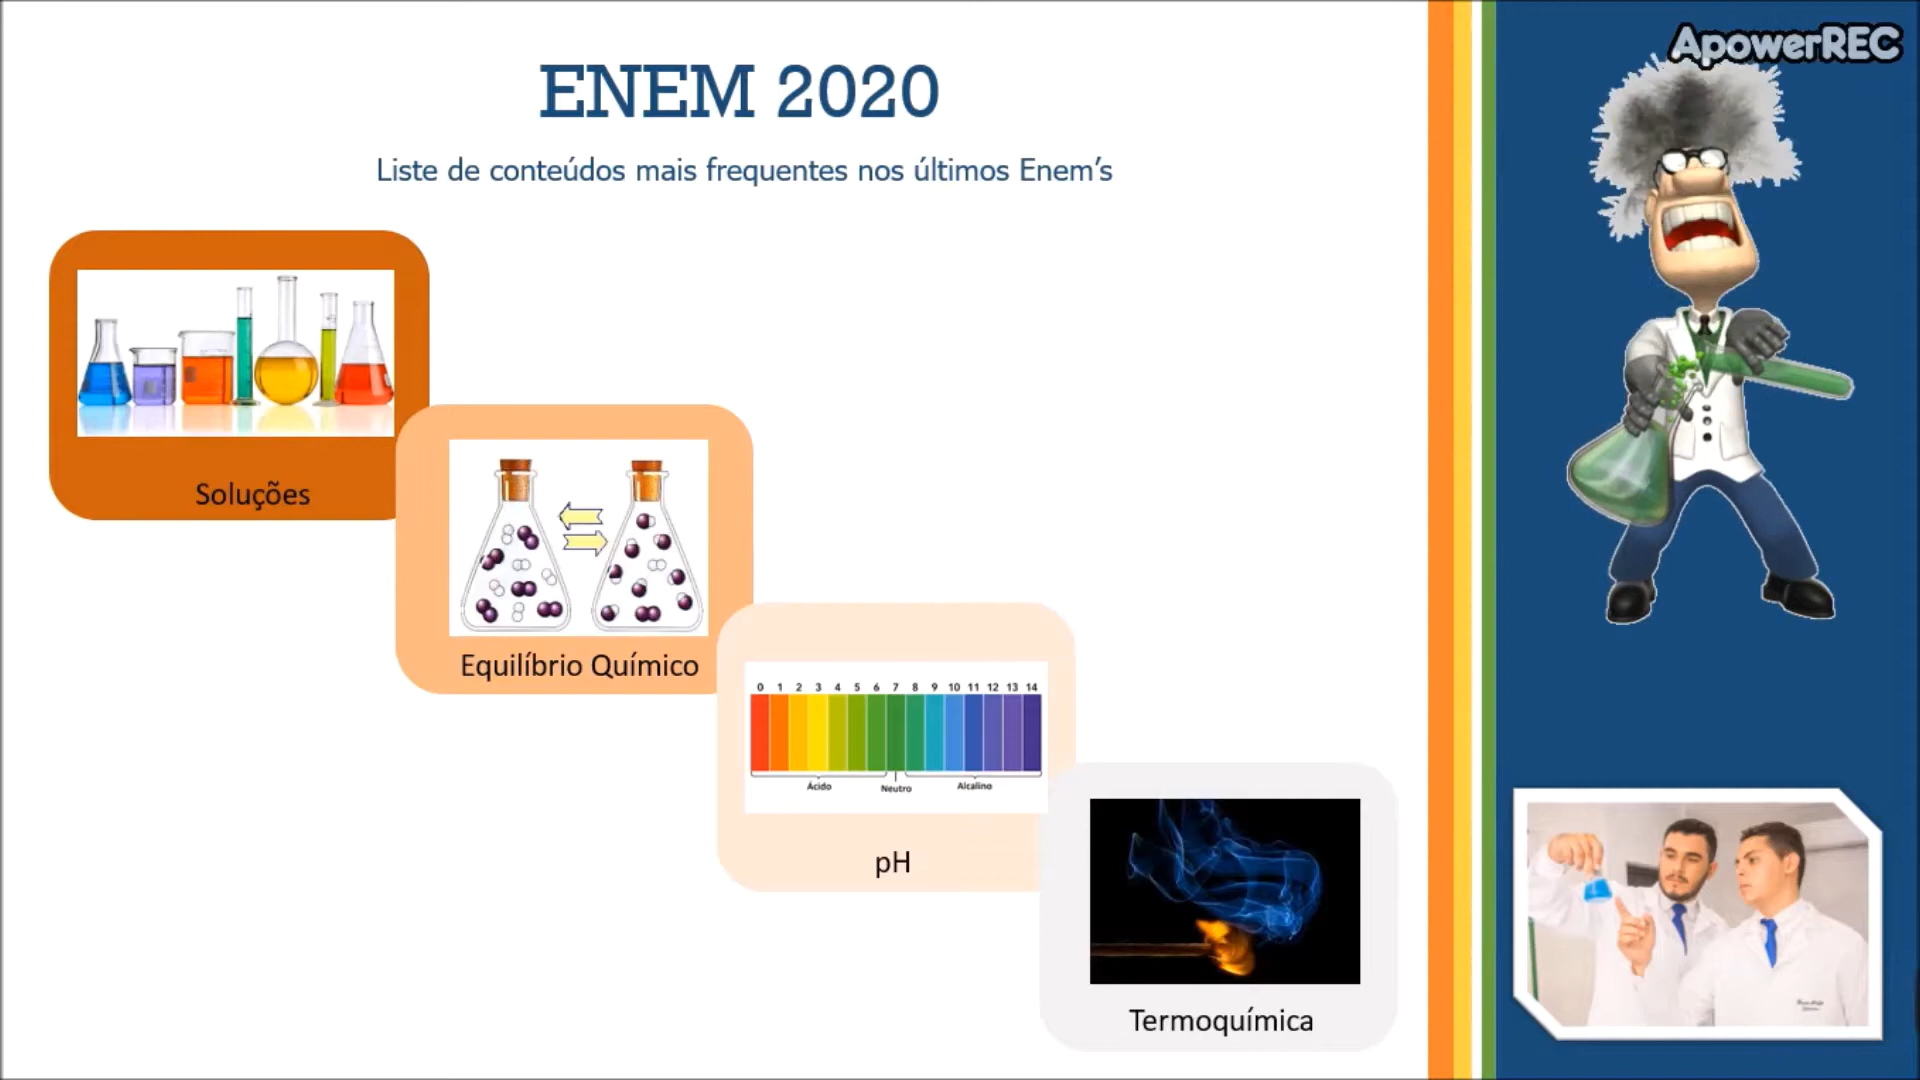 ApowerREC
ENEM 2020
Liste de conteúdos mais frequentes nos últimos Enem's
Soluções
Equilíbrio Químico
0 1 2 3 4 5 6 7 8 9 10 11 12 13 14
Ácido Neutro Alcalino
pH
Termoquímica